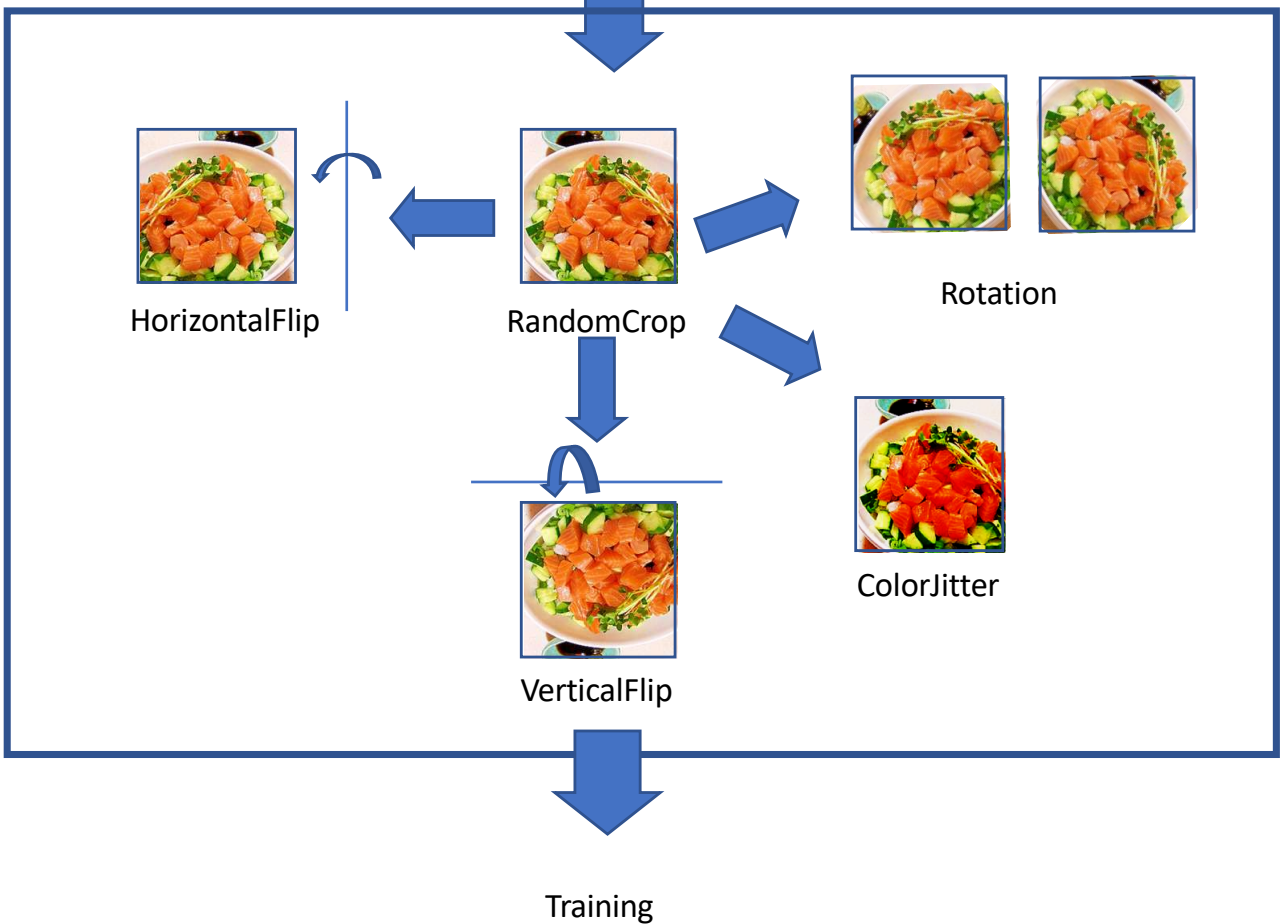 HorizontalFlip
RandomCrop
Rotation
ColorJitter
VerticalFlip
Training